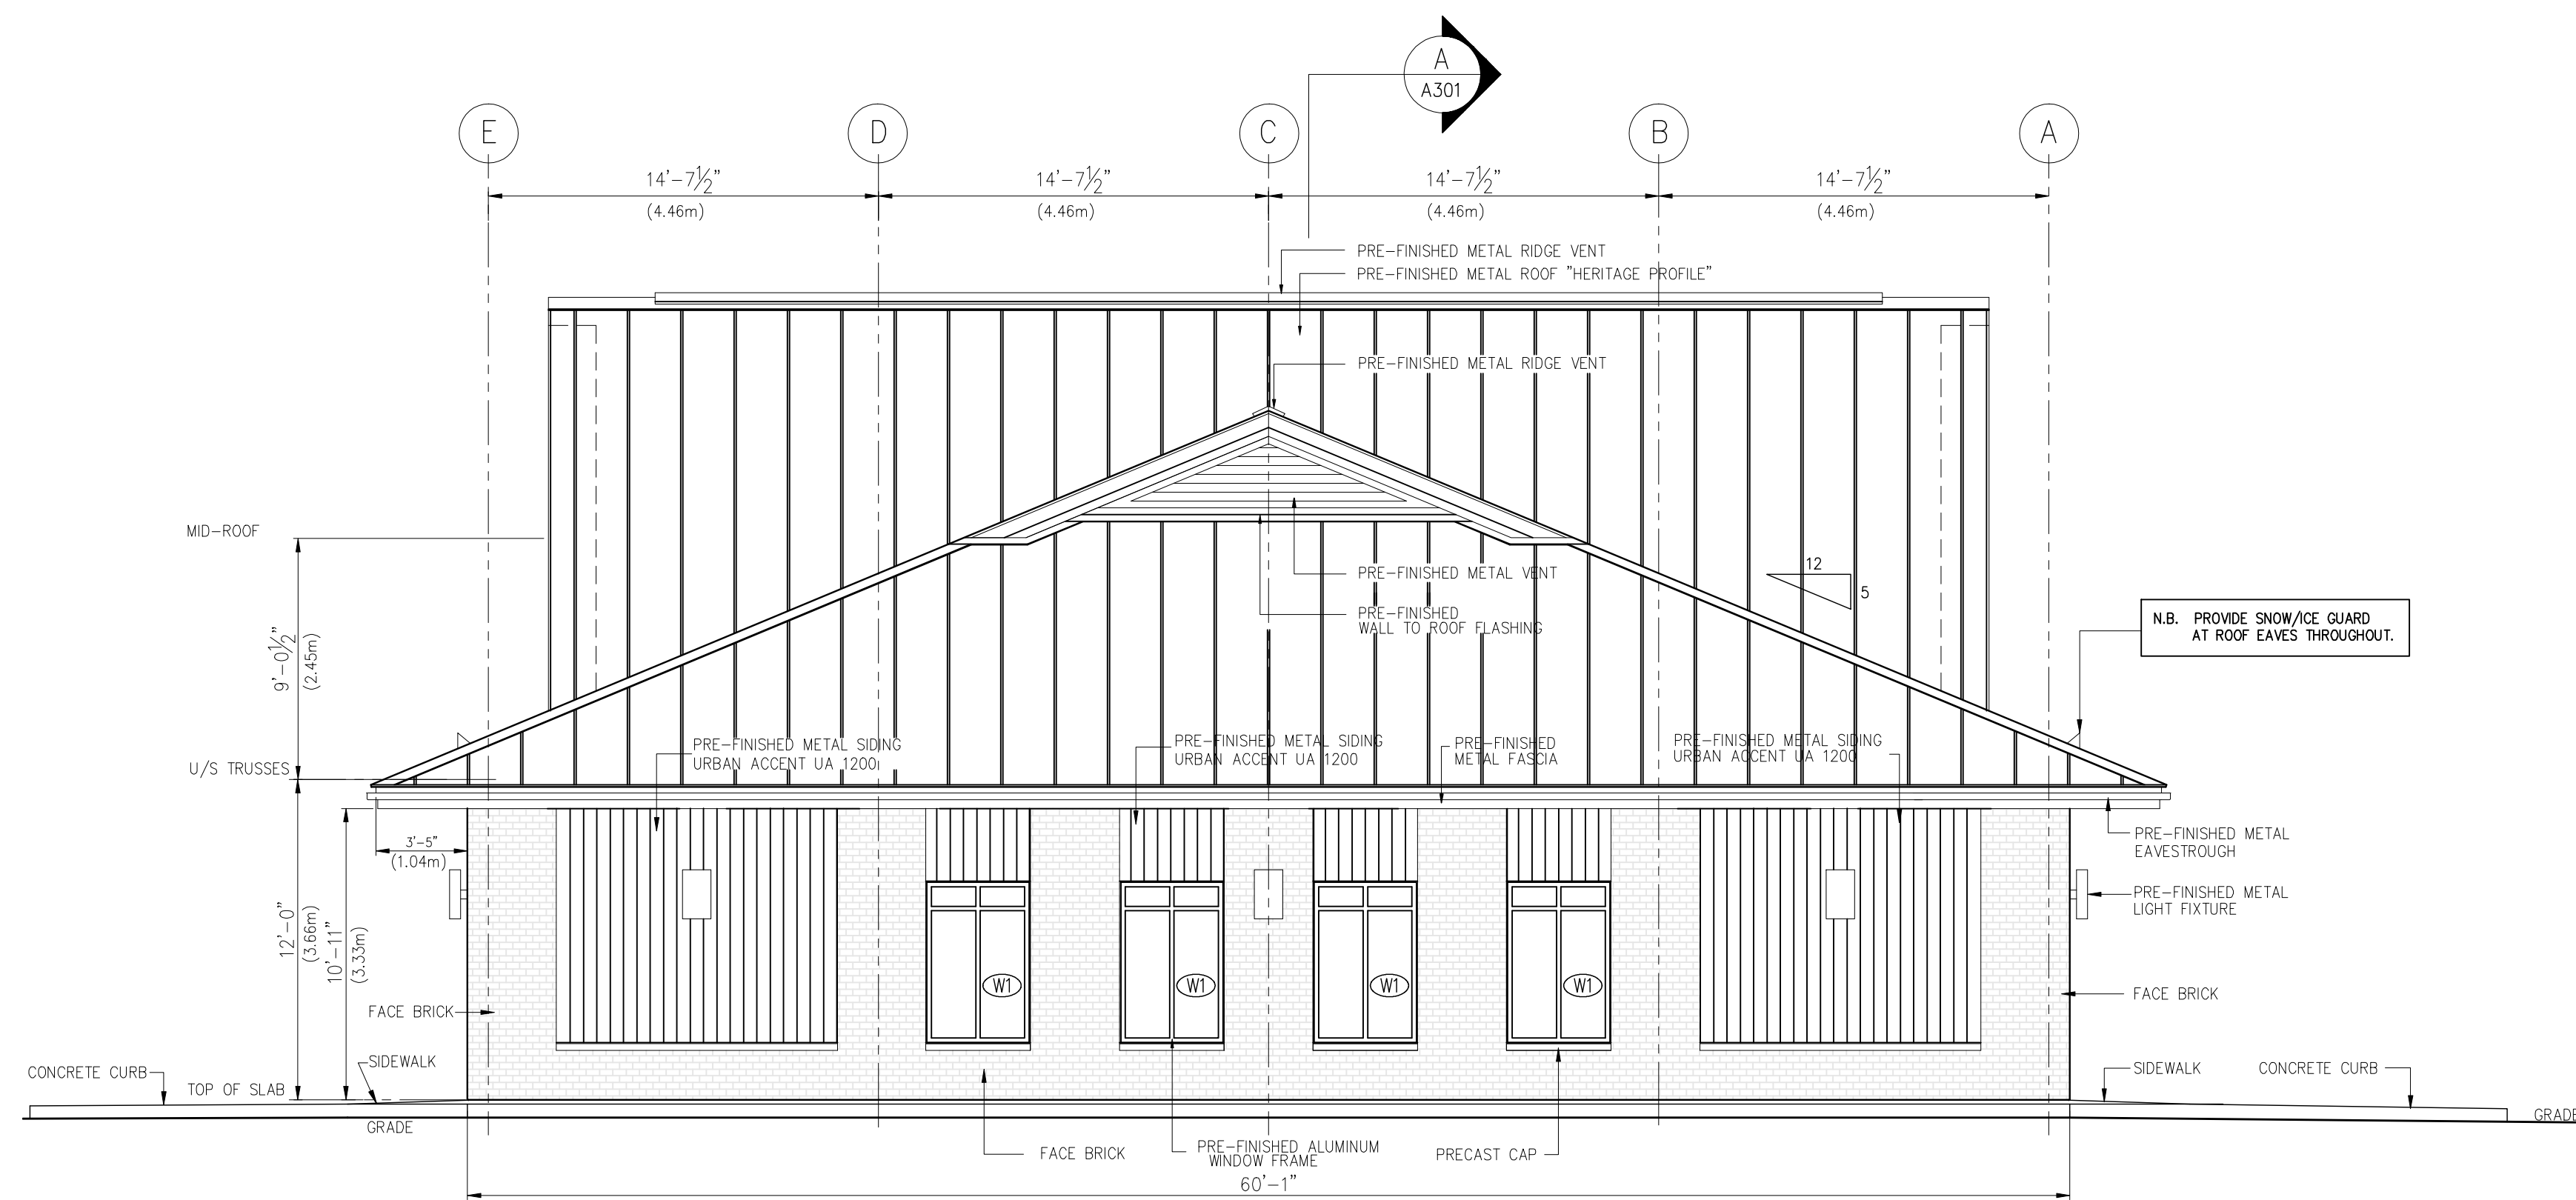 A
A301
E
D
C
B
A
14'-7½"
14'-7½"
14'-7½"
14'-7½"
(4.46m)
(4.46m)
(4.46m)
(4.46m)
PRE-FINISHED METAL RIDGE VENT
PRE-FINISHED METAL ROOF "HERITAGE PROFILE"
PRE-FINISHED METAL RIDGE VENT
MID-ROOF
PRE-FINISHED METAL VENT
12
5
PRE-FINISHED
WALL TO ROOF FLASHING
N.B. PROVIDE SNOW/ICE GUARD
AT ROOF EAVES THROUGHOUT.
9'-0½"
(2.45m)
PRE-FINISHED METAL SIDING
URBAN ACCENT UA 1200
PRE-FINISHED METAL SIDING
URBAN ACCENT UA 1200
PRE-FINISHED
METAL FASCIA
PRE-FINISHED METAL SIDING
URBAN ACCENT UA 1200
U/S TRUSSES
3'-5"
(1.04m)
PRE-FINISHED METAL
EAVESTROUGH
PRE-FINISHED METAL
LIGHT FIXTURE
12'-0"
(3.66m)
10'-11"
(3.33m)
W1
W1
W1
W1
FACE BRICK
FACE BRICK
SIDEWALK
CONCRETE CURB
TOP OF SLAB
SIDEWALK
CONCRETE CURB
GRADE
GRADE
FACE BRICK
PRE-FINISHED ALUMINUM
WINDOW FRAME
PRECAST CAP
60'-1"